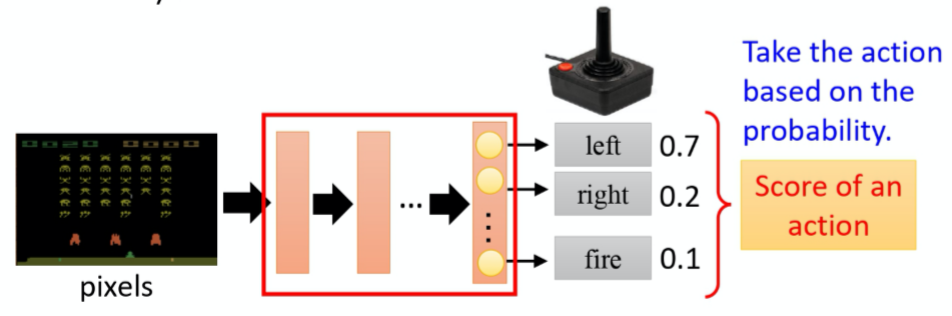 pixels
...
left 0.7
right 0.2
fire 0.1
Take the action
based on the
probability.
Score of an
action